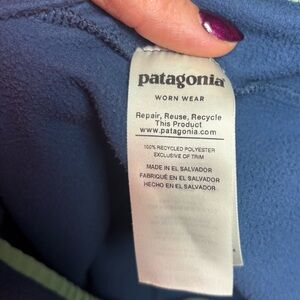 patagonia
WORN WEAR
Repair, Reuse, Recycle
This Product
www.patagonia.com
100% RECYCLED POLYESTER
EXCLUSIVE OF TRIM
MADE IN EL SALVADOR
FABRIQUÉ EN EL SALVADOR
HECHO EN EL SALVADOR